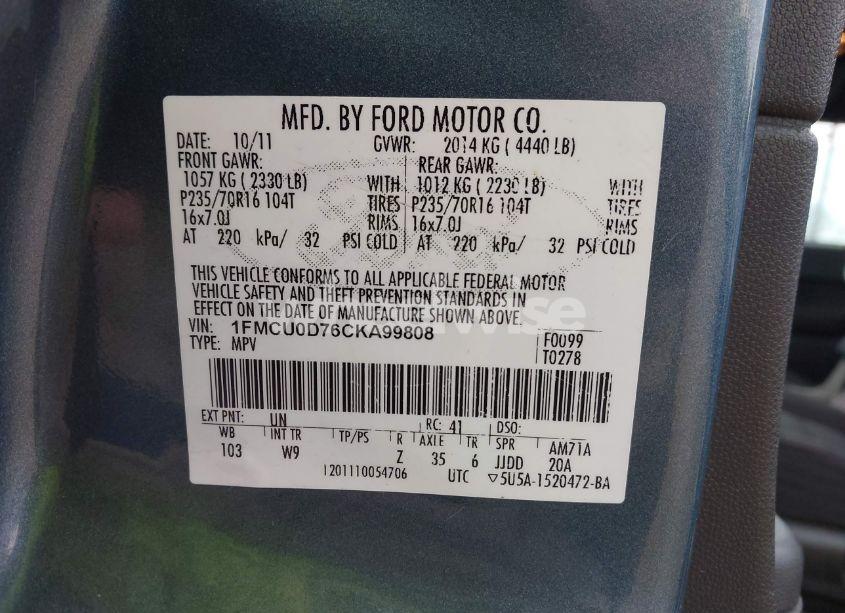 MFD. BY FORD MOTOR CO.
DATE: 10/11 GVWR: 2014 KG ( 4440 LB)
FRONT GAWR: REAR GAWR:
1057 KG ( 2330 LB) WITH 1012 KG ( 2230 LB) WITH
P235/70R16 104T TIRES P235/70R16 104T TIRES
16x7.0J RIMS 16x7.0J RIMS
AT 220 kPa/ 32 PSI COLD AT 220 kPa/ 32 PSI COLD
THIS VEHICLE CONFORMS TO ALL APPLICABLE FEDERAL MOTOR
VEHICLE SAFETY AND THEFT PREVENTION STANDARDS IN
EFFECT ON THE DATE OF MANUFACTURE SHOWN ABOVE.
VIN: 1FMCU0D76CKA99808 F0099
TYPE: MPV T0278
EXT PNT: UN RC: 41 DSO:
WB INT TR TP/PS R AXLE TR SPR AM71A
103 W9 Z 35 6 JJDD 20A
1201110054706 UTC ▽5U5A-1520472-BA